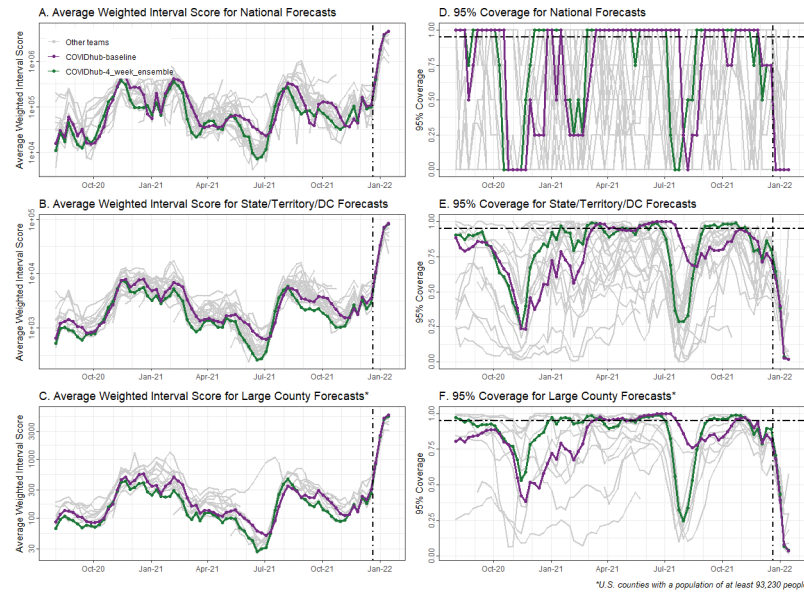 A. Average Weighted Interval Score for National Forecasts
Average Weighted Interval Score
1e+06
1e+05
1e+04
Other teams
COVIDhub-baseline
COVIDhub-4_week_ensemble
Oct-20 Jan-21 Apr-21 Jul-21 Oct-21 Jan-22
D. 95% Coverage for National Forecasts
95% Coverage
1.00
0.75
0.50
0.25
0.00
Oct-20 Jan-21 Apr-21 Jul-21 Oct-21 Jan-22
B. Average Weighted Interval Score for State/Territory/DC Forecasts
Average Weighted Interval Score
1e+05
1e+04
1e+03
Oct-20 Jan-21 Apr-21 Jul-21 Oct-21 Jan-22
E. 95% Coverage for State/Territory/DC Forecasts
95% Coverage
1.00
0.75
0.50
0.25
0.00
Oct-20 Jan-21 Apr-21 Jul-21 Oct-21 Jan-22
C. Average Weighted Interval Score for Large County Forecasts*
Average Weighted Interval Score
3000
1000
300
100
30
Oct-20 Jan-21 Apr-21 Jul-21 Oct-21 Jan-22
F. 95% Coverage for Large County Forecasts*
95% Coverage
1.00
0.75
0.50
0.25
0.00
Oct-20 Jan-21 Apr-21 Jul-21 Oct-21 Jan-22
*U.S. counties with a population of at least 93,230 people